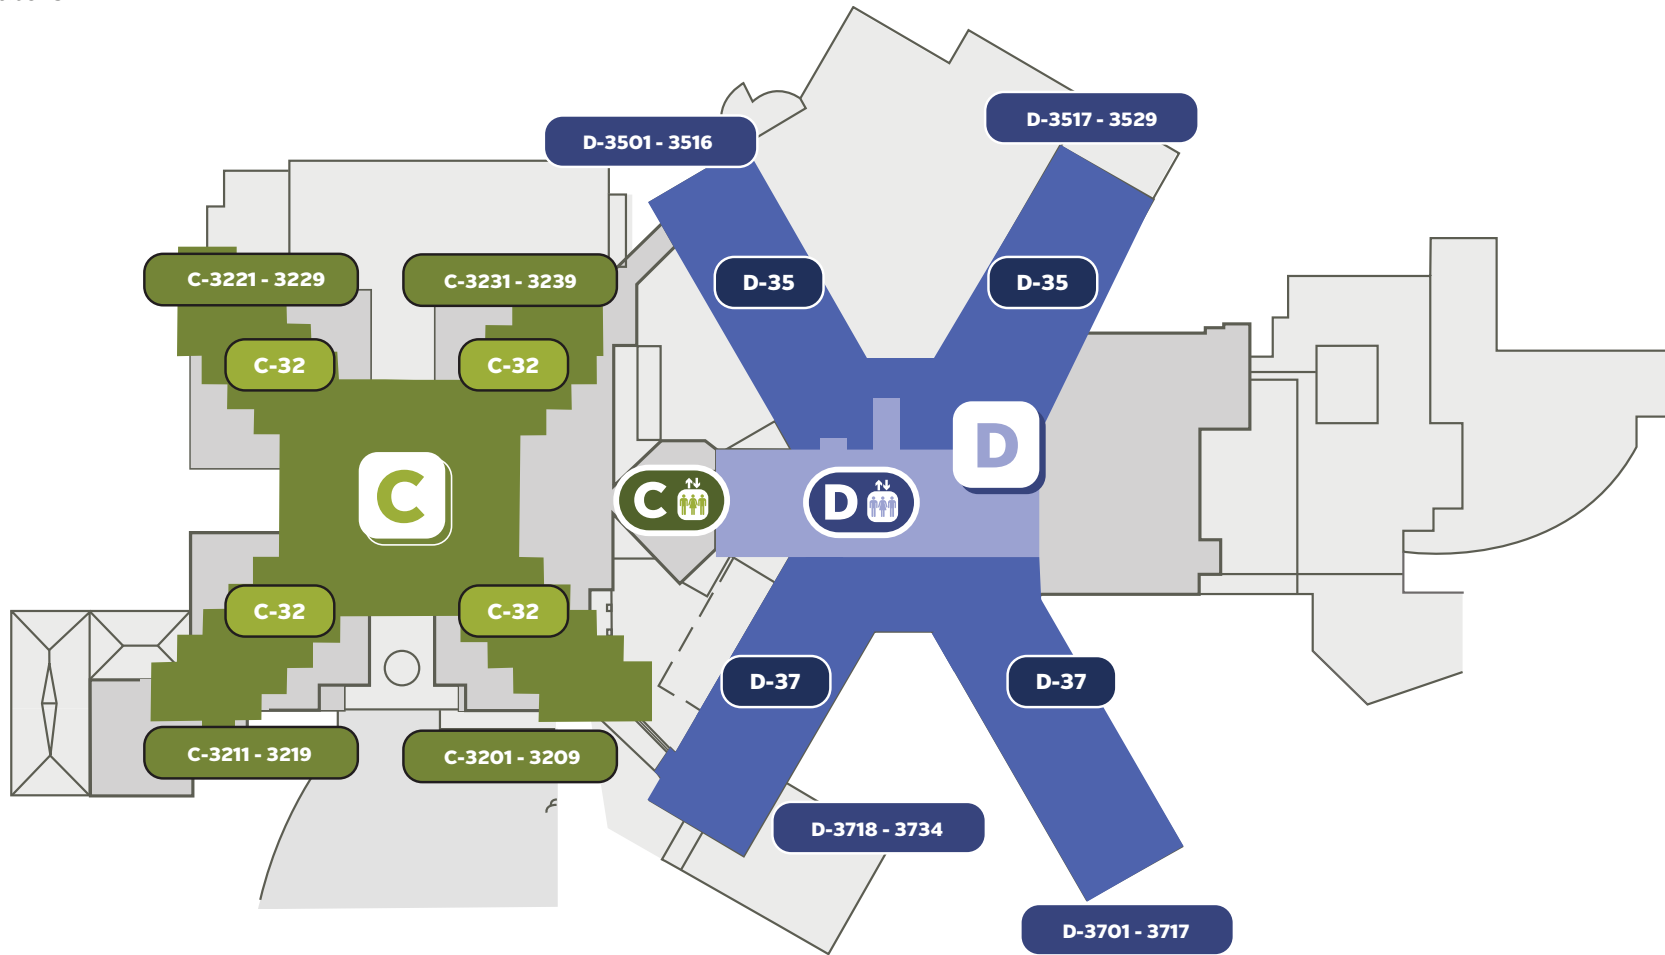 D-3517 - 3529
D-3501 - 3516
C-3221 - 3229
C-3231 - 3239
D-35
D-35
C-32
C-32
D
C
C
D
C-32
C-32
D-37
D-37
C-3211 - 3219
C-3201 - 3209
D-3718 - 3734
D-3701 - 3717